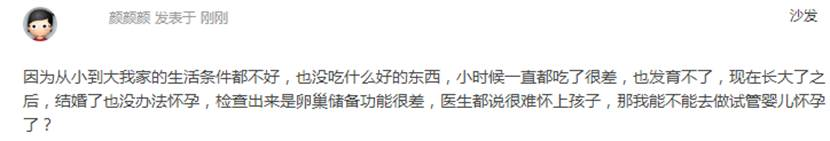 颜颜颜 发表于 刚刚 沙发
因为从小到大我家的生活条件都不好，也没吃什么好的东西，小时候一直都吃了很差，也发育不了，现在长大了之
后，结婚了也没办法怀孕，检查出来是卵巢储备功能很差，医生都说很难怀上孩子，那我能不能去做试管婴儿怀孕
了？